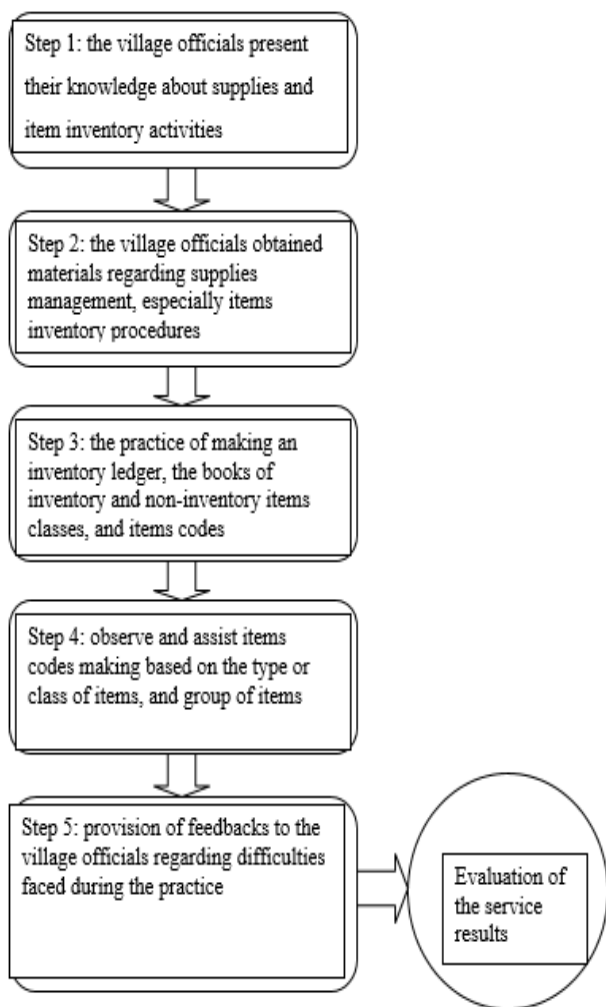 Step 1: the village officials present
their knowledge about supplies and
item inventory activities
Step 2: the village officials obtained
materials regarding supplies
management, especially items
inventory procedures
Step 3: the practice of making an
inventory ledger, the books of
inventory and non-inventory items
classes, and items codes
Step 4: observe and assist items
codes making based on the type or
class of items, and group of items
Step 5: provision of feedbacks to the
village officials regarding difficulties
faced during the practice
Evaluation of
the service
results